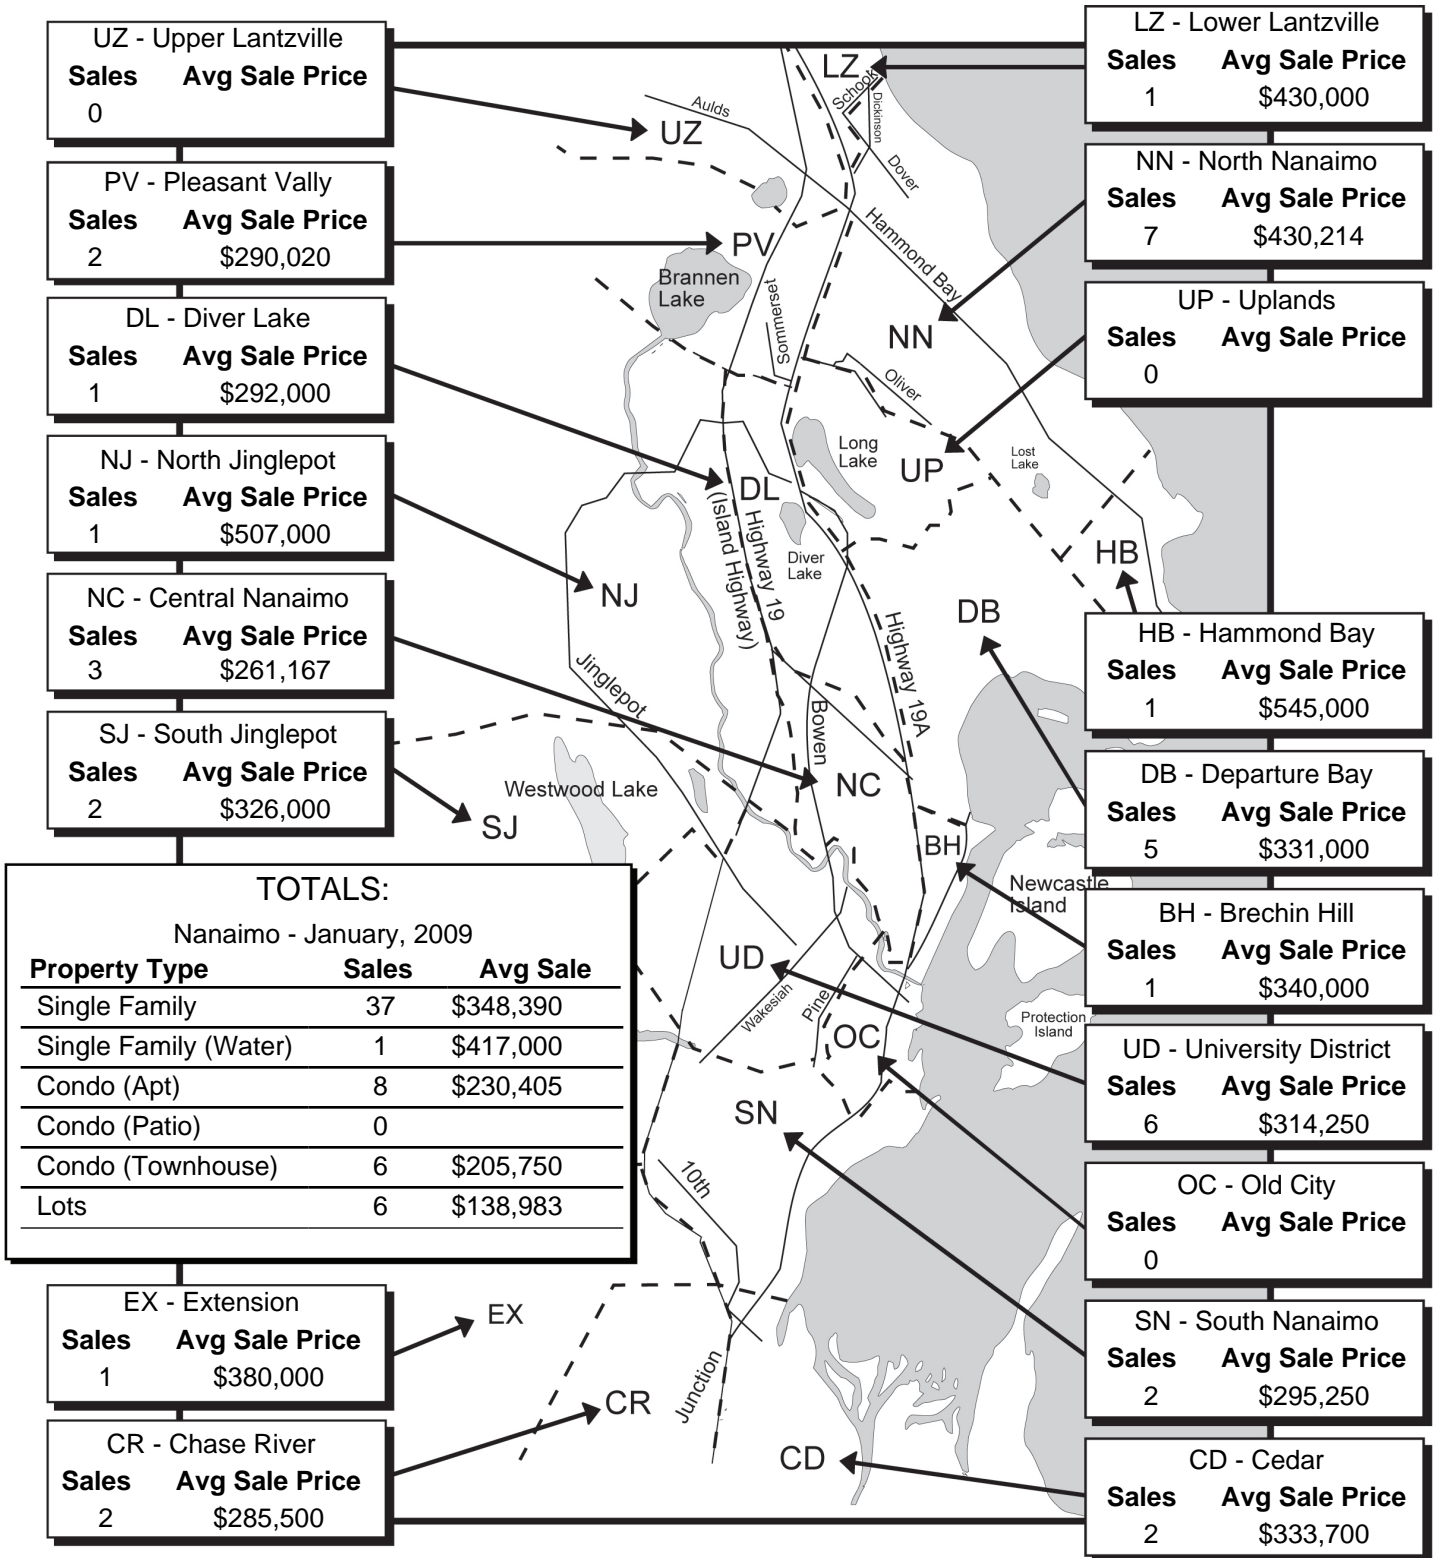 UZ - Upper Lantzville
Sales Avg Sale Price
0
PV - Pleasant Vally
Sales Avg Sale Price
2 $290,020
DL - Diver Lake
Sales Avg Sale Price
1 $292,000
NJ - North Jinglepot
Sales Avg Sale Price
1 $507,000
NC - Central Nanaimo
Sales Avg Sale Price
3 $261,167
SJ - South Jinglepot
Sales Avg Sale Price
2 $326,000
TOTALS:
Nanaimo - January, 2009
Property Type Sales Avg Sale
Single Family 37 $348,390
Single Family (Water) 1 $417,000
Condo (Apt) 8 $230,405
Condo (Patio) 0
Condo (Townhouse) 6 $205,750
Lots 6 $138,983
EX - Extension
Sales Avg Sale Price
1 $380,000
CR - Chase River
Sales Avg Sale Price
2 $285,500
LZ
Schook
Dickinson
Aulds
UZ
Dover
PV
Hammond Bay
Brannen
Lake
Sommerset
NN
Oliver
Long
Lake
UP
Lost
Lake
DL
Highway 19
(Island Highway)
Diver
Lake
HB
NJ
DB
Highway 19A
Jinglepot
Bowen
Westwood Lake
NC
SJ
BH
Newcastle
Island
UD
Wakesiah
Pine
OC
Protection
Island
SN
10th
EX
Junction
CR
CD
LZ - Lower Lantzville
Sales Avg Sale Price
1 $430,000
NN - North Nanaimo
Sales Avg Sale Price
7 $430,214
UP - Uplands
Sales Avg Sale Price
0
HB - Hammond Bay
Sales Avg Sale Price
1 $545,000
DB - Departure Bay
Sales Avg Sale Price
5 $331,000
BH - Brechin Hill
Sales Avg Sale Price
1 $340,000
UD - University District
Sales Avg Sale Price
6 $314,250
OC - Old City
Sales Avg Sale Price
0
SN - South Nanaimo
Sales Avg Sale Price
2 $295,250
CD - Cedar
Sales Avg Sale Price
2 $333,700